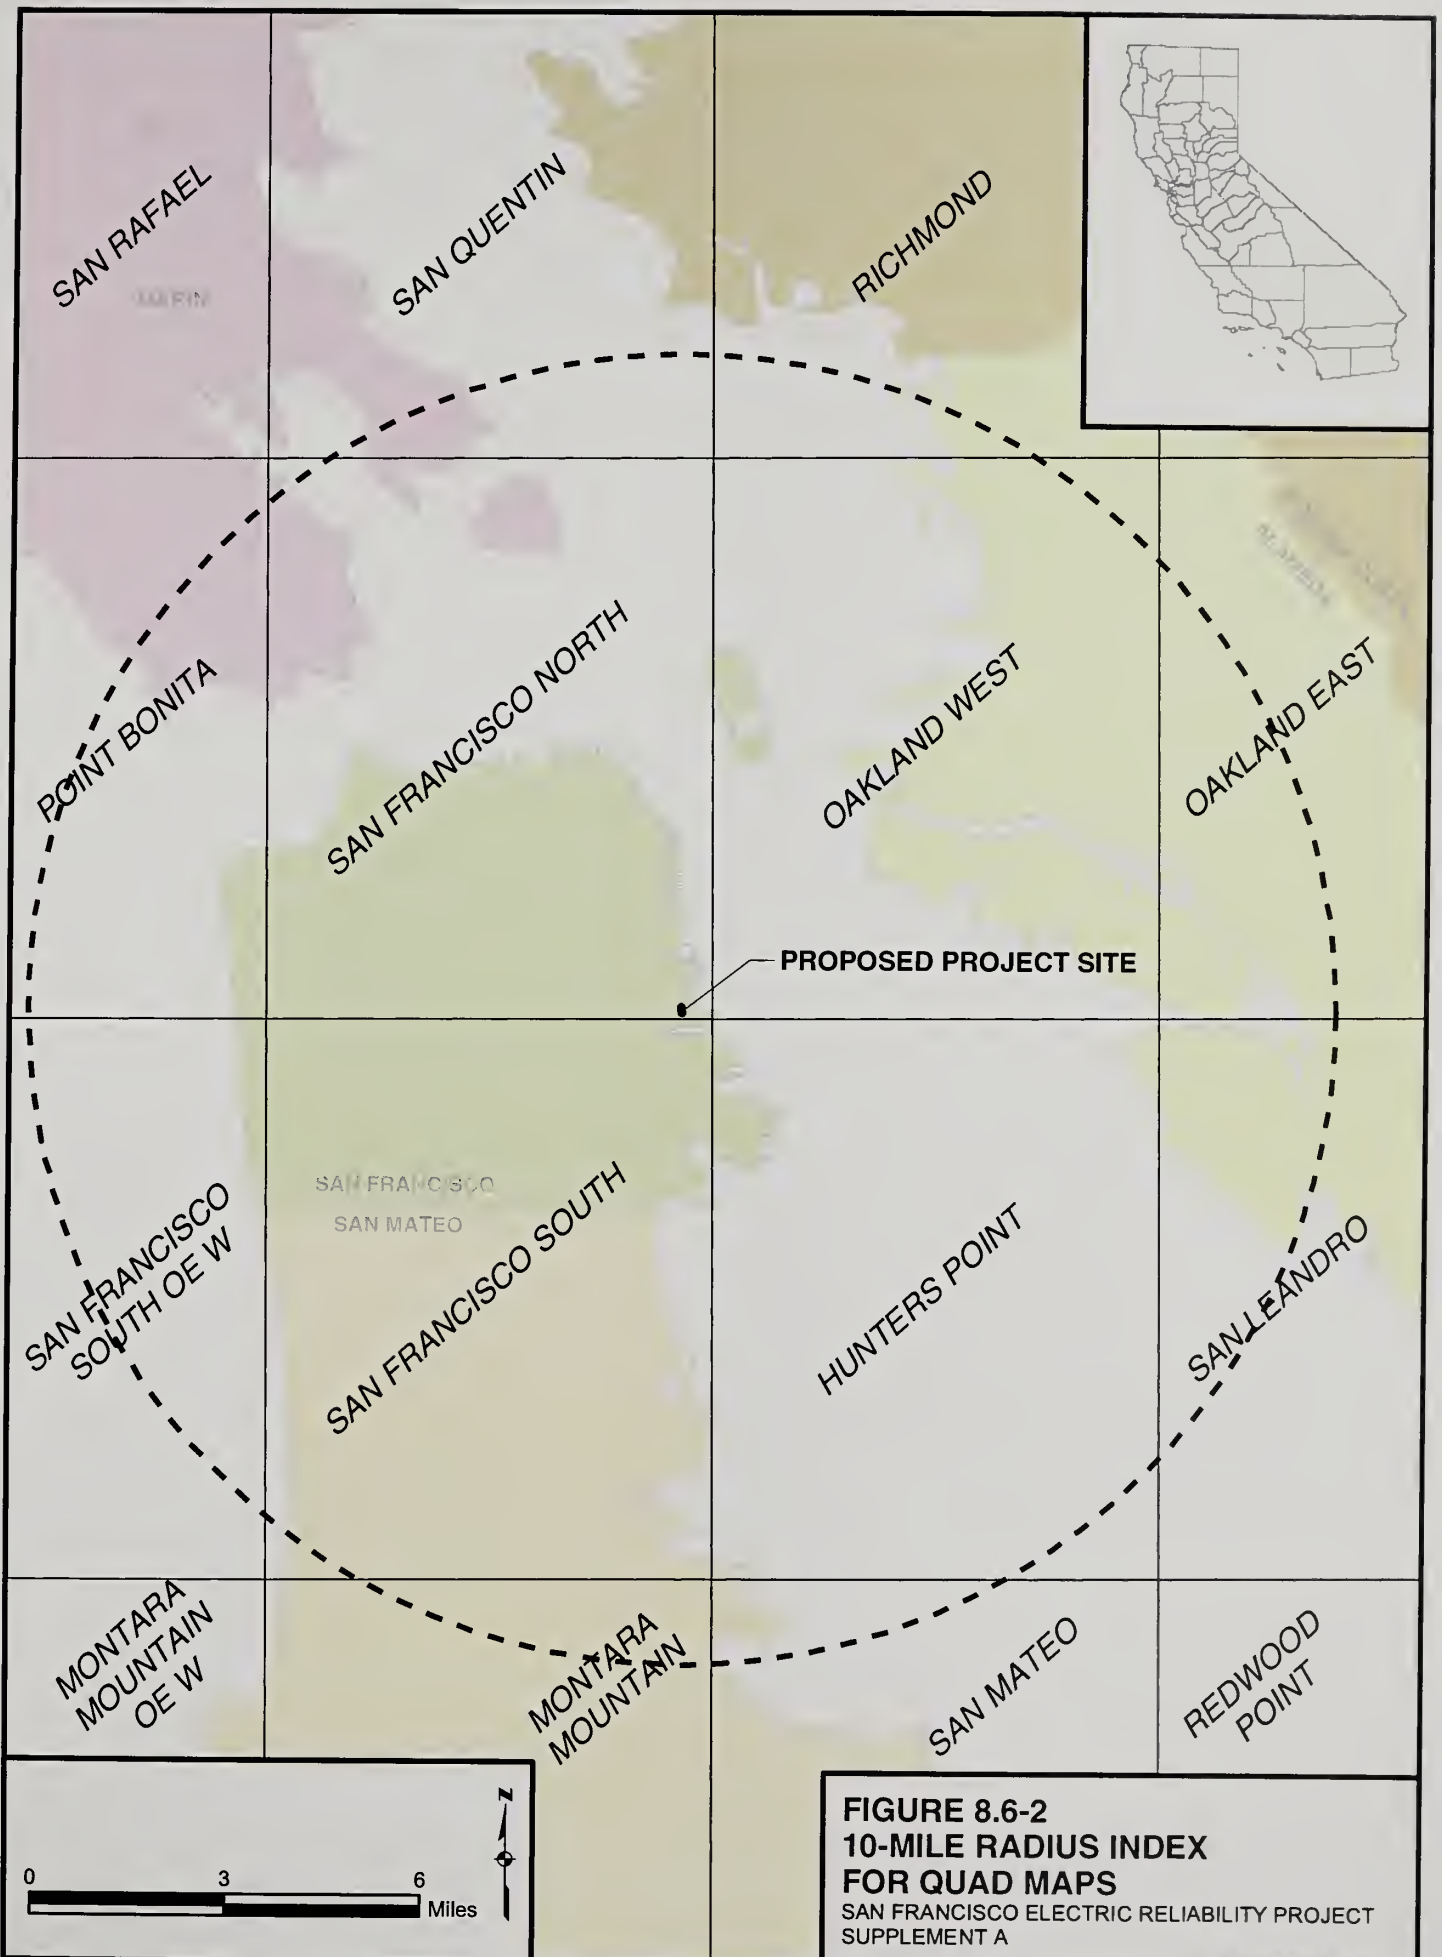 SAN RAFAEL
SAN QUENTIN
RICHMOND
MARIN
POINT BONITA
SAN FRANCISCO NORTH
OAKLAND WEST
OAKLAND EAST
ALAMEDA
PROPOSED PROJECT SITE
SAN FRANCISCO
SAN MATEO
SAN FRANCISCO
SOUTH OE W
SAN FRANCISCO SOUTH
HUNTERS POINT
SAN LEANDRO
MONTARA
MOUNTAIN
OE W
MONTARA
MOUNTAIN
SAN MATEO
REDWOOD
POINT
N
0 3 6
Miles
FIGURE 8.6-2
10-MILE RADIUS INDEX
FOR QUAD MAPS
SAN FRANCISCO ELECTRIC RELIABILITY PROJECT
SUPPLEMENT A